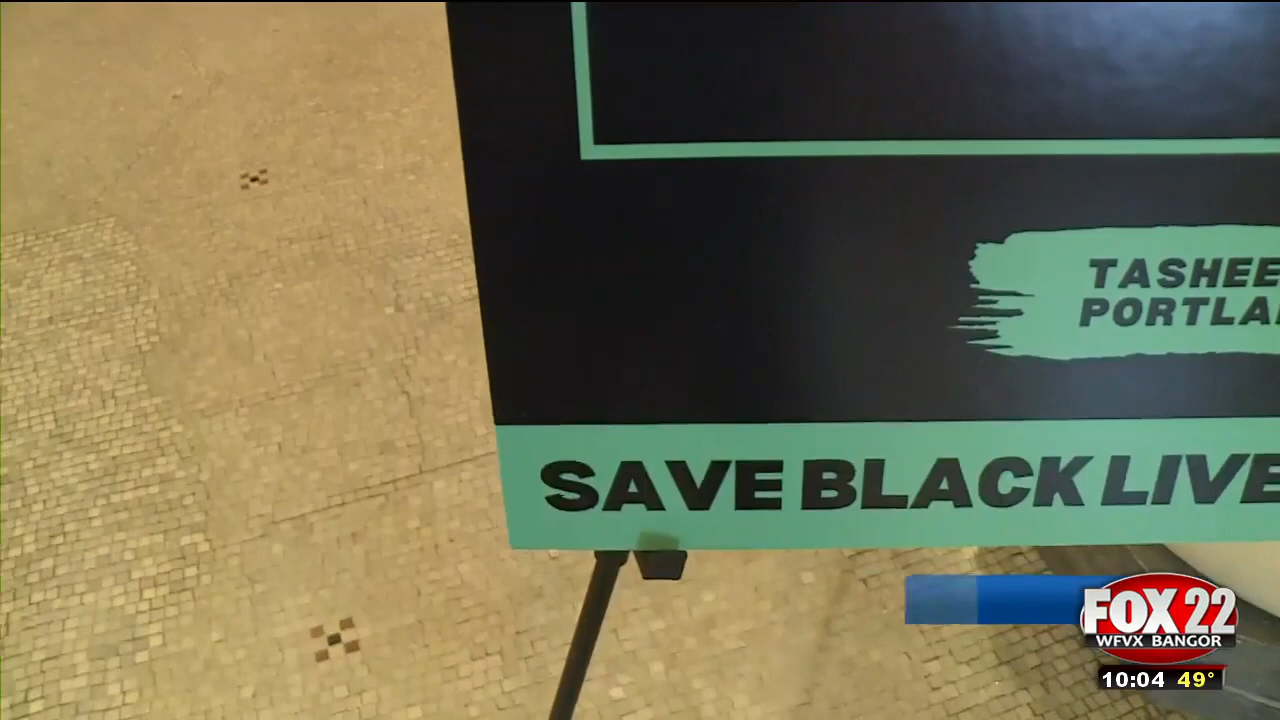 TASHEE
PORTLA
SAVE BLACK LIVE
FOX 22
WFVX BANGOR
10:04 49°